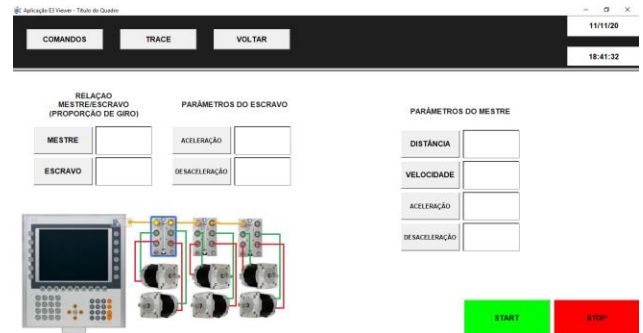 Aplicação E3 Viewer - Título de Quadro
11/11/20
COMANDOS
TRACE
VOLTAR
18:41:32
RELAÇAO
MESTRE/ESCRAVO
(PROPORÇÃO DE GIRO)
PARÂMETROS DO ESCRAVO
PARÂMETROS DO MESTRE
MESTRE
ACELERAÇÃO
DISTÂNCIA
ESCRAVO
DESACELERAÇÃO
VELOCIDADE
ACELERAÇÃO
DESACELERAÇÃO
START
STOP